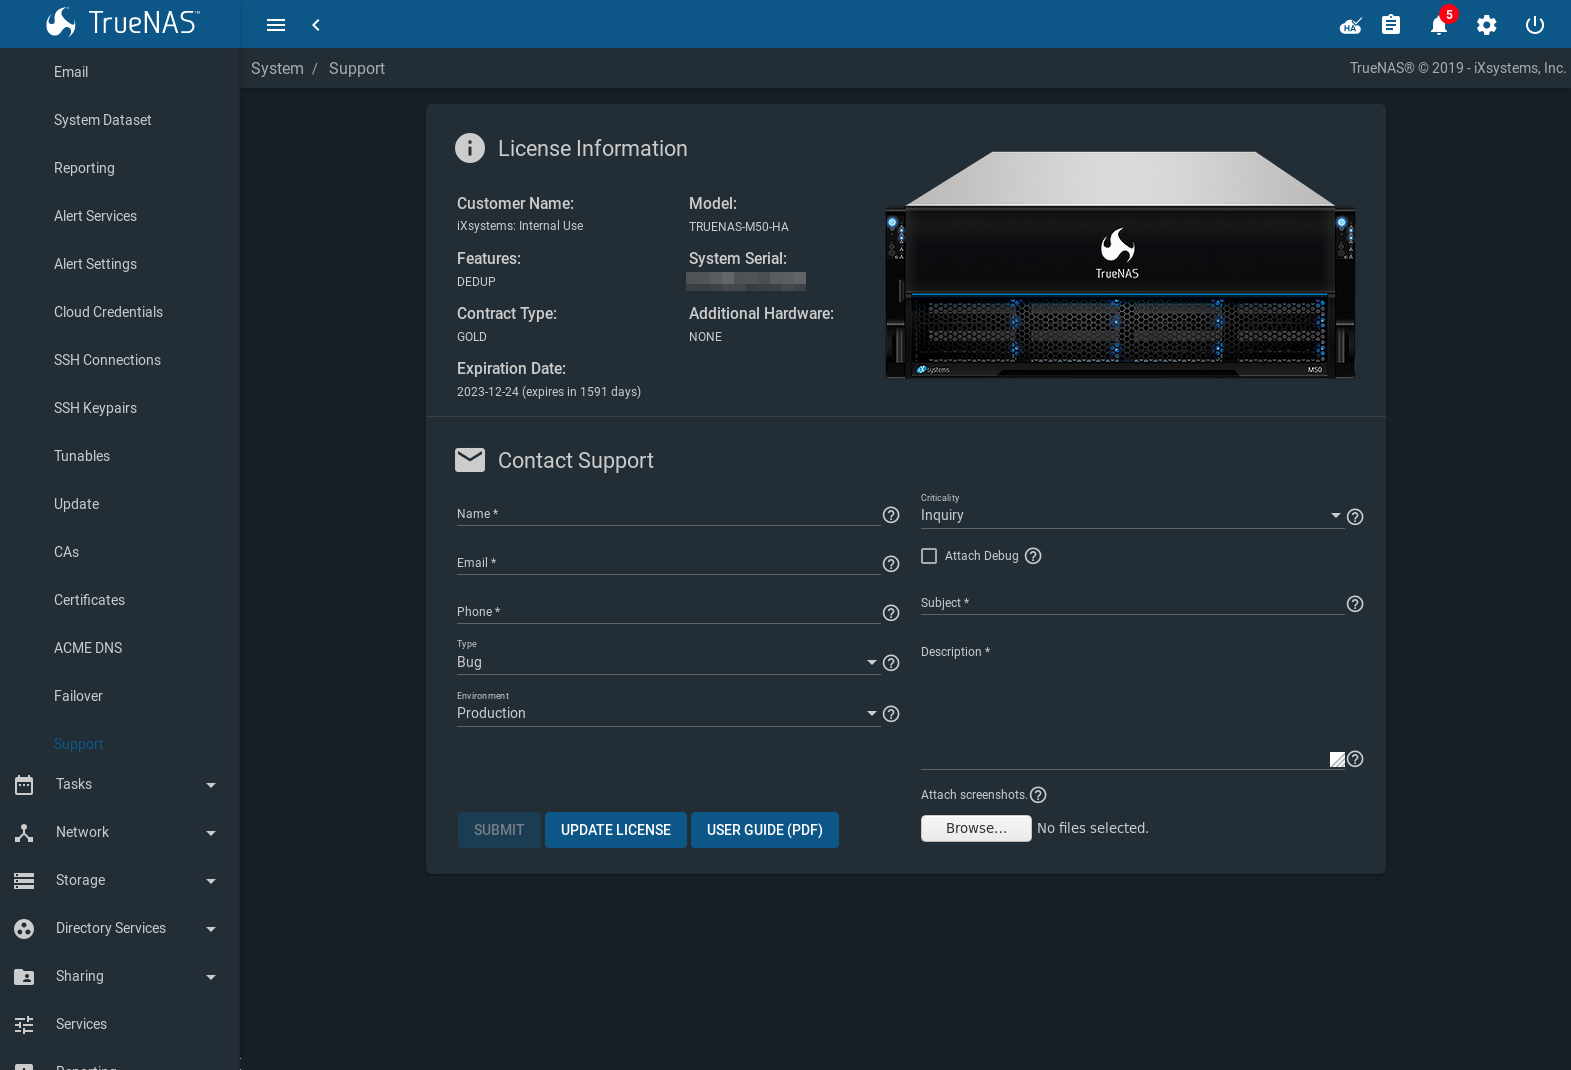 TrueNAS™
HA
5
System / Support
TrueNAS® © 2019 - iXsystems, Inc.
Email
System Dataset
Reporting
Alert Services
Alert Settings
Cloud Credentials
SSH Connections
SSH Keypairs
Tunables
Update
CAs
Certificates
ACME DNS
Failover
Support
Tasks
Network
Storage
Directory Services
Sharing
Services
Reporting
License Information
Customer Name:
iXsystems: Internal Use
Model:
TRUENAS-M50-HA
Features:
DEDUP
System Serial:
Contract Type:
GOLD
Additional Hardware:
NONE
Expiration Date:
2023-12-24 (expires in 1591 days)
TrueNAS
iXsystems
M50
Contact Support
Name *
Email *
Phone *
Type
Bug
Environment
Production
Criticality
Inquiry
Attach Debug
Subject *
Description *
Attach screenshots.
Browse... No files selected.
SUBMIT
UPDATE LICENSE
USER GUIDE (PDF)